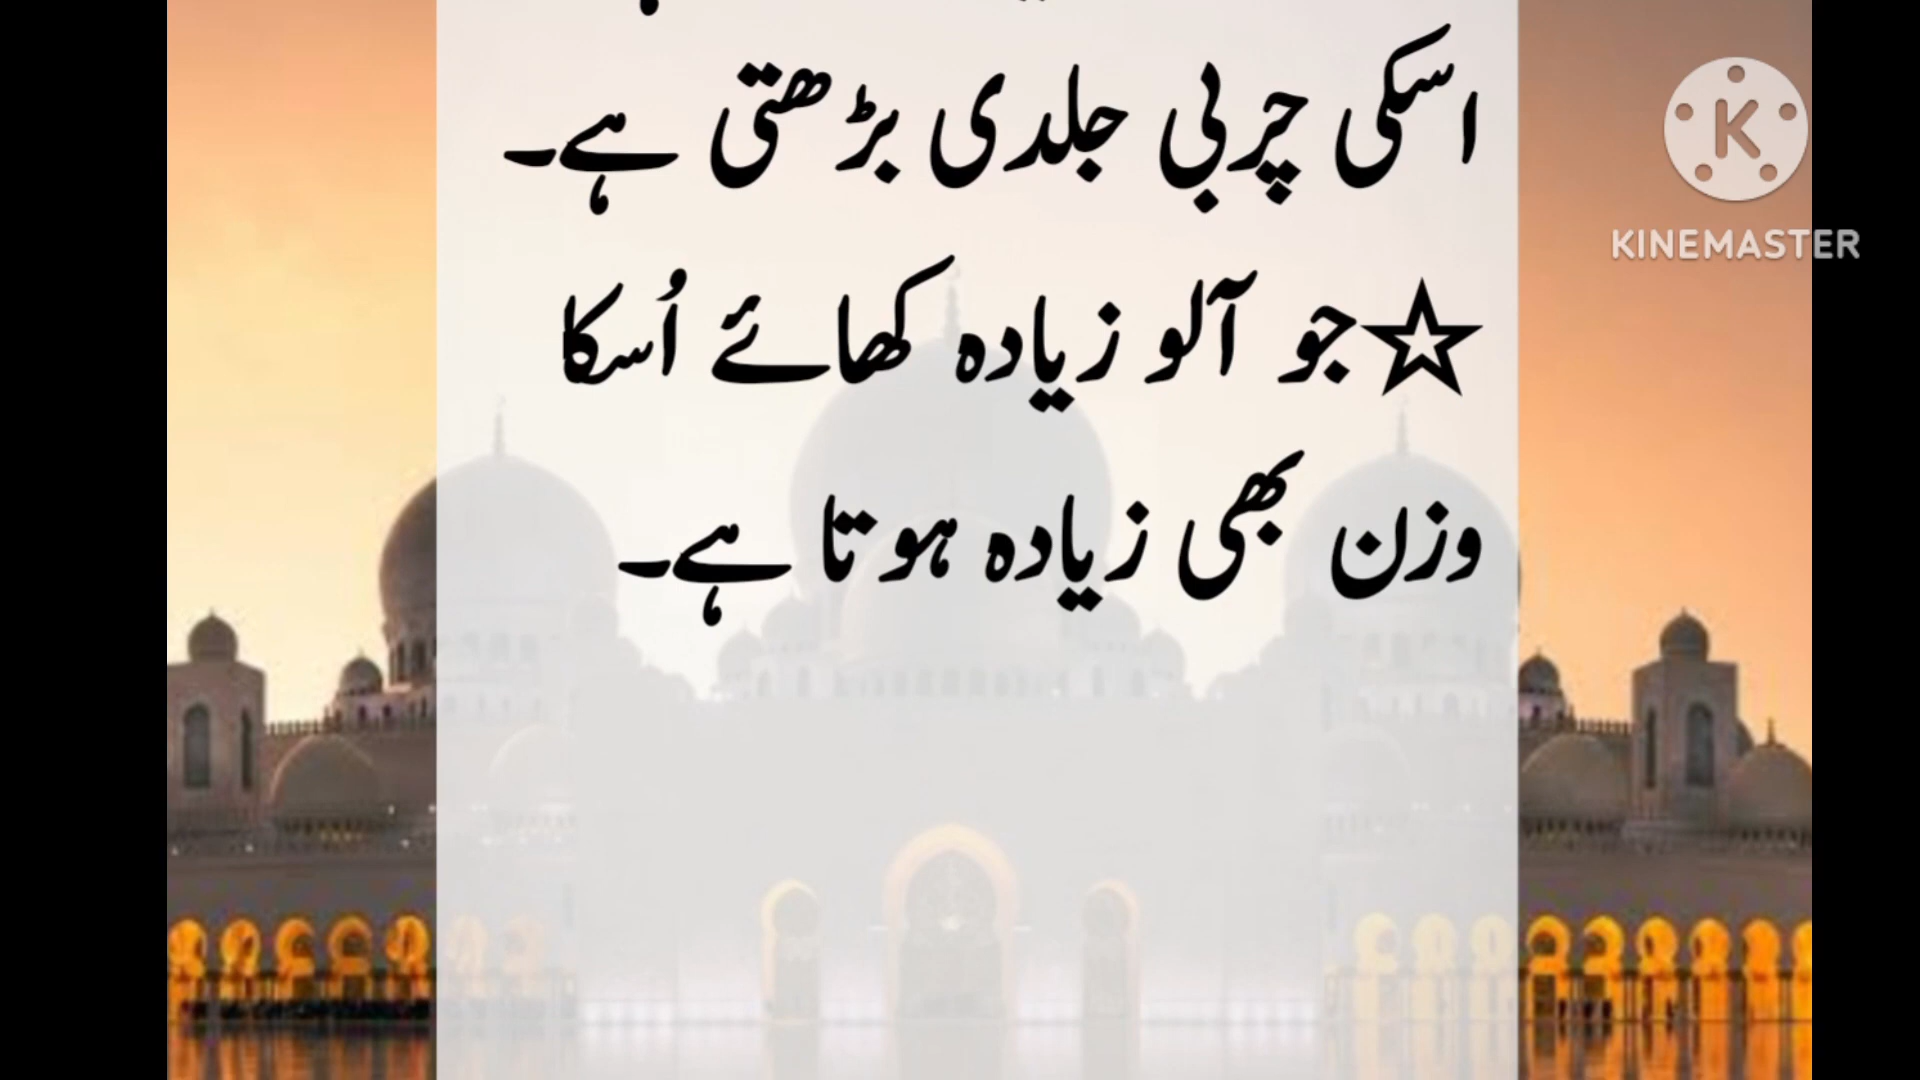 اسکی چربی جلدی بڑھتی ہے۔
☆جو آلو زیادہ کھائے اُسکا
وزن بھی زیادہ ہوتا ہے۔
K
KINEMASTER